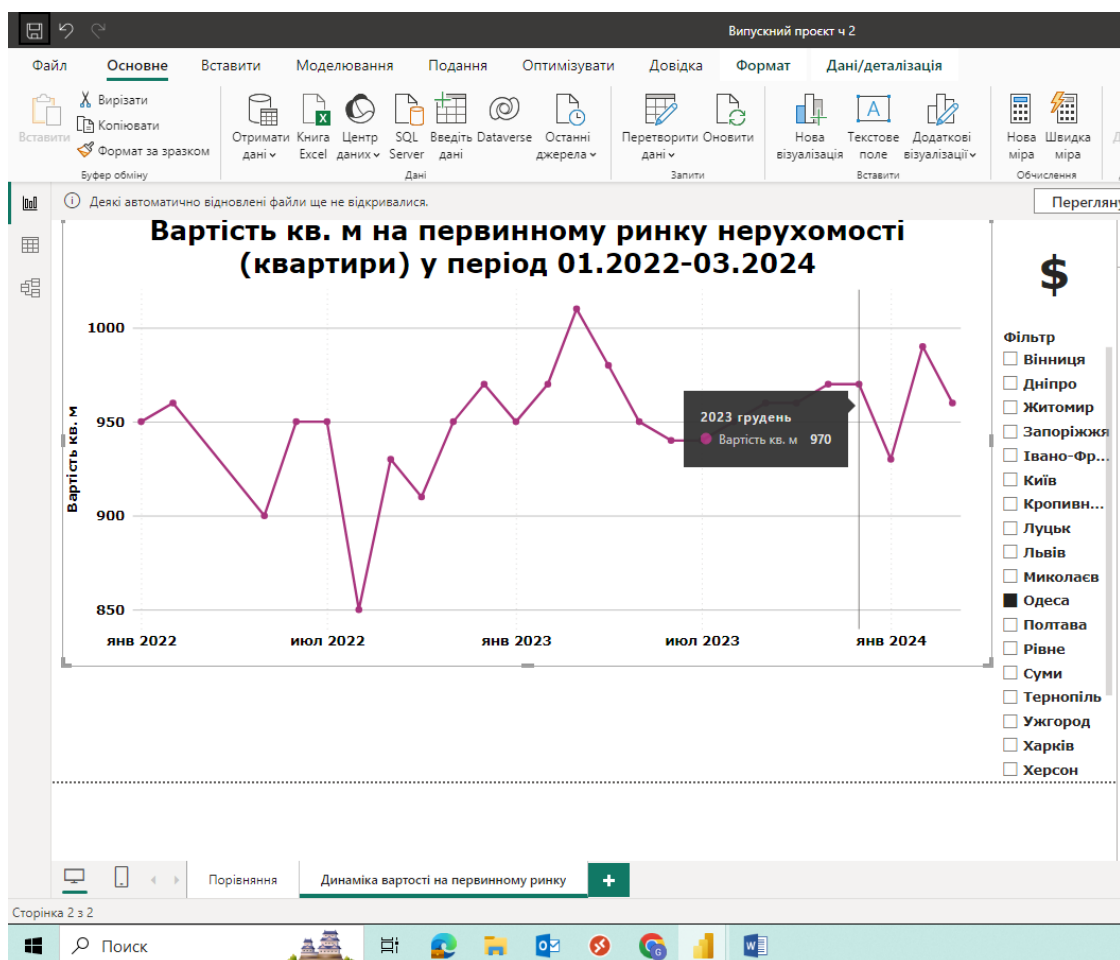 Випускний проєкт ч 2
Файл Основне Вставити Моделювання Подання Оптимізувати Довідка Формат Дані/деталізація
Вставити
Вирізати
Копіювати
Формат за зразком
Буфер обміну
Отримати дані
Книга Excel
Центр даних
SQL Server
Введіть дані
Dataverse
Останні джерела
Дані
Перетворити дані
Оновити
Запити
Нова візуалізація
Текстове поле
Додаткові візуалізації
Вставити
Нова міра
Швидка міра
Обчислення
Деякі автоматично відновлені файли ще не відкривалися.
Переглян
Вартість кв. м на первинному ринку нерухомості
(квартири) у період 01.2022-03.2024
Вартість кв. м
1000
950
900
850
янв 2022 июл 2022 янв 2023 июл 2023 янв 2024
2023 грудень
Вартість кв. м 970
$
Фільтр
Вінниця
Дніпро
Житомир
Запоріжжя
Івано-Фр...
Київ
Кропивн...
Луцьк
Львів
Миколаєв
Одеса
Полтава
Рівне
Суми
Тернопіль
Ужгород
Харків
Херсон
Порівняння Динаміка вартості на первинному ринку +
Сторінка 2 з 2
Поиск